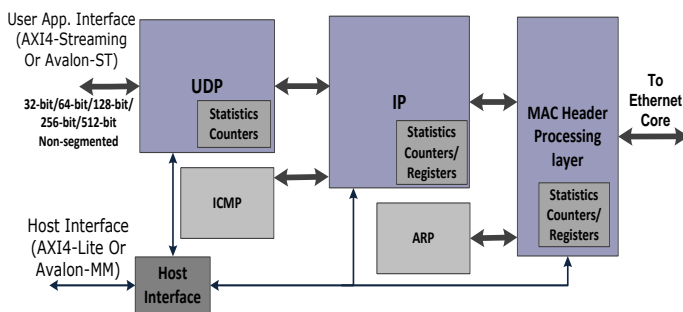 User App. Interface
(AXI4-Streaming
Or Avalon-ST)
32-bit/64-bit/128-bit/
256-bit/512-bit
Non-segmented
UDP
Statistics
Counters
IP
Statistics
Counters/
Registers
MAC Header
Processing
layer
Statistics
Counters/
Registers
To
Ethernet
Core
ICMP
ARP
Host Interface
(AXI4-Lite Or
Avalon-MM)
Host
Interface